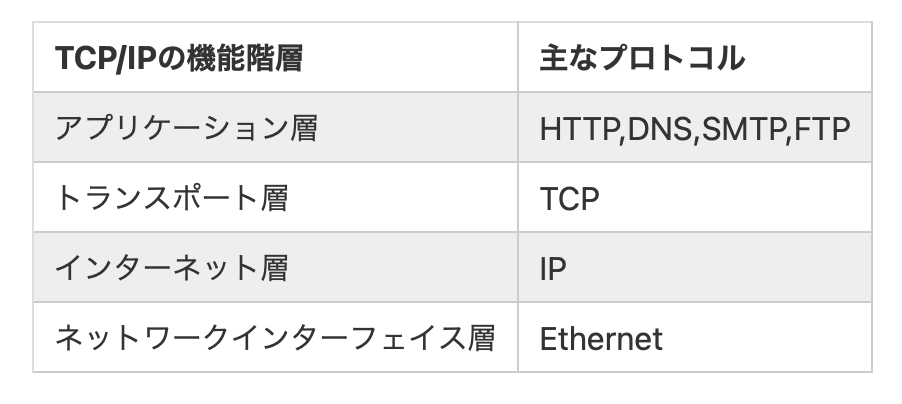 TCP/IPの機能階層 主なプロトコル
アプリケーション層 HTTP,DNS,SMTP,FTP
トランスポート層 TCP
インターネット層 IP
ネットワークインターフェイス層 Ethernet